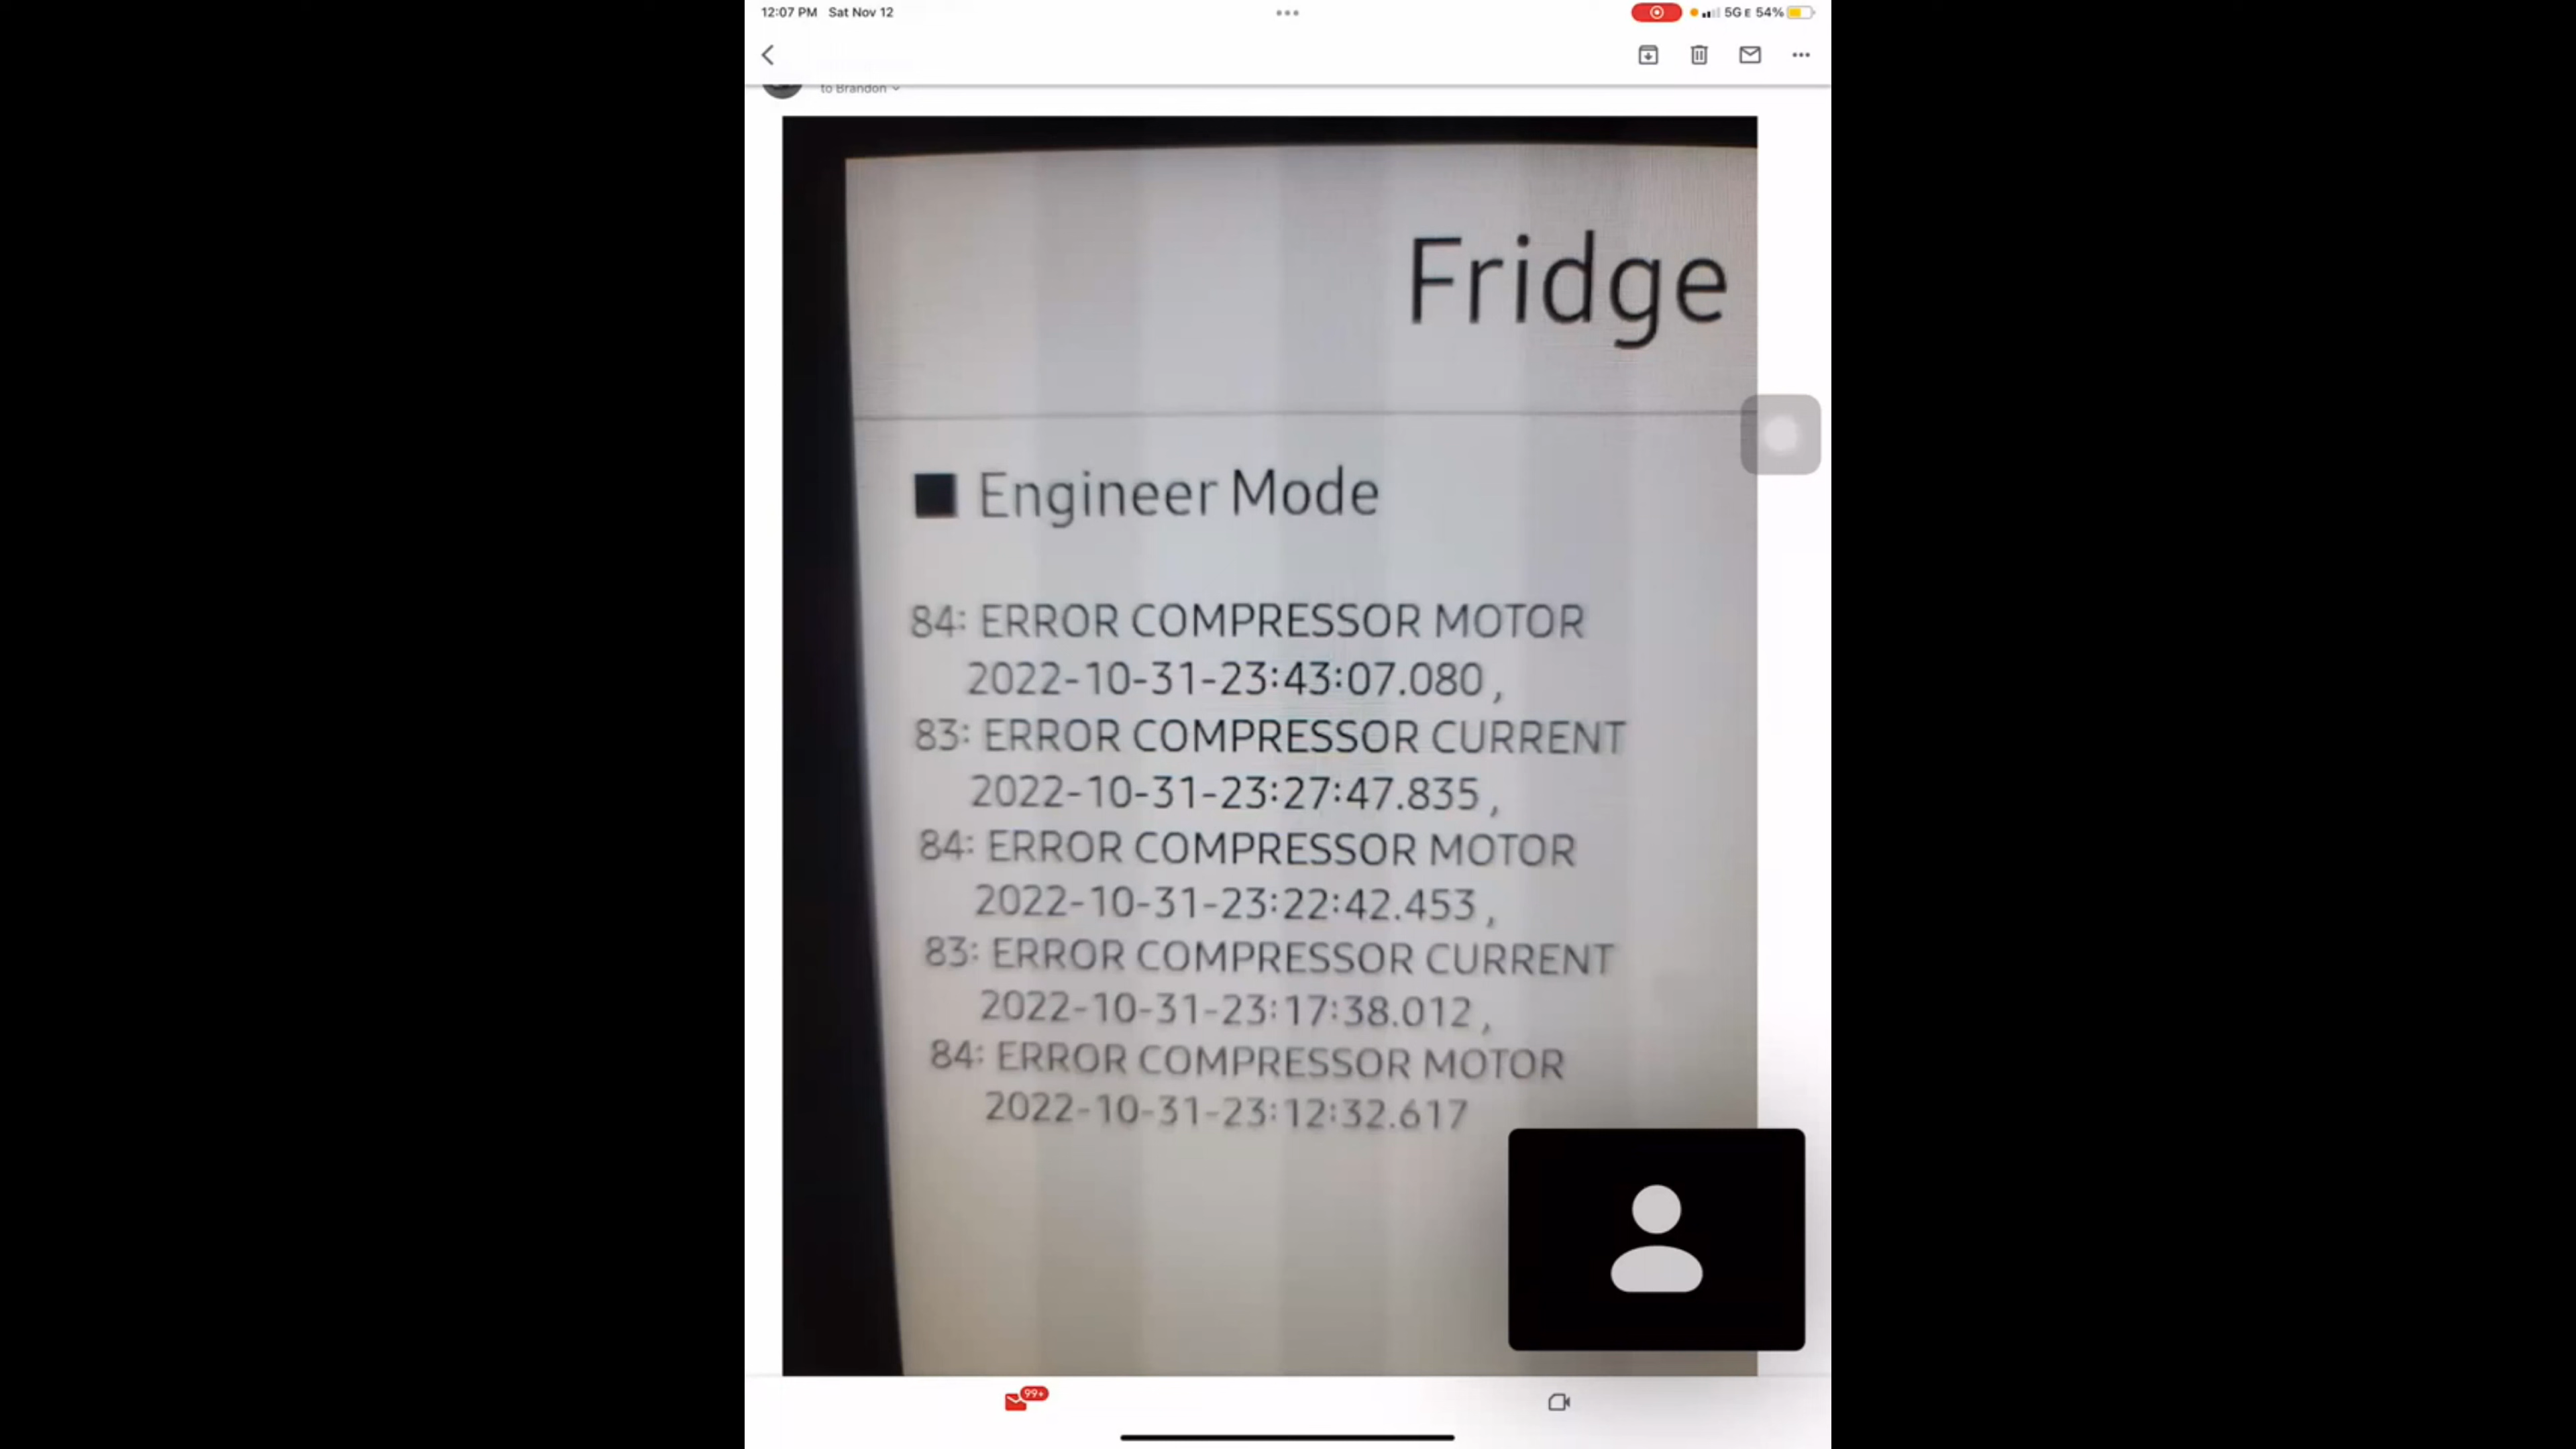 12:07 PM Sat Nov 12
5G E 54%
to Brandon
Fridge
■ Engineer Mode
84: ERROR COMPRESSOR MOTOR
2022-10-31-23:43:07.080 ,
83: ERROR COMPRESSOR CURRENT
2022-10-31-23:27:47.835 ,
84: ERROR COMPRESSOR MOTOR
2022-10-31-23:22:42.453 ,
83: ERROR COMPRESSOR CURRENT
2022-10-31-23:17:38.012 ,
84: ERROR COMPRESSOR MOTOR
2022-10-31-23:12:32.617
99+